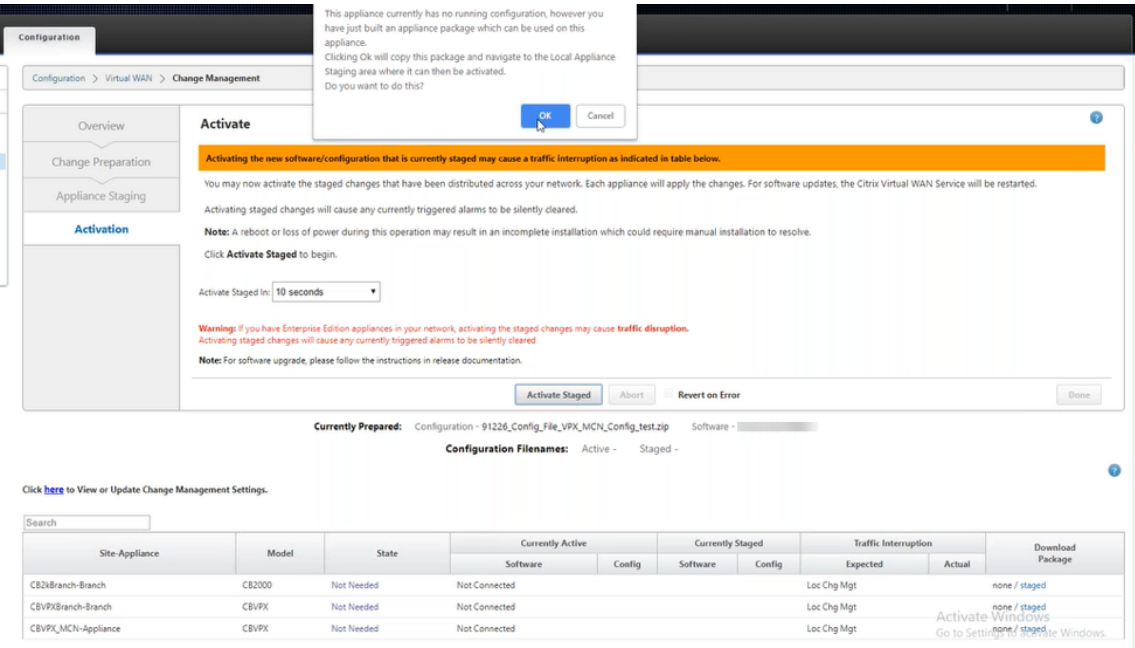 This appliance currently has no running configuration, however you
have just built an appliance package which can be used on this
appliance.
Clicking Ok will copy this package and navigate to the Local Appliance
Staging area where it can then be activated.
Do you want to do this?
OK Cancel
Configuration
Configuration > Virtual WAN > Change Management
Overview
Change Preparation
Appliance Staging
Activation
Activate
?
Activating the new software/configuration that is currently staged may cause a traffic interruption as indicated in table below.
You may now activate the staged changes that have been distributed across your network. Each appliance will apply the changes. For software updates, the Citrix Virtual WAN Service will be restarted.
Activating staged changes will cause any currently triggered alarms to be silently cleared.
Note: A reboot or loss of power during this operation may result in an incomplete installation which could require manual installation to resolve.
Click Activate Staged to begin.
Activate Staged In: 10 seconds
Warning: If you have Enterprise Edition appliances in your network, activating the staged changes may cause traffic disruption.
Activating staged changes will cause any currently triggered alarms to be silently cleared
Note: For software upgrade, please follow the instructions in release documentation.
Activate Staged Abort Revert on Error Done
Currently Prepared: Configuration - 91226_Config_File_VPX_MCN_Config_test.zip Software -
Configuration Filenames: Active - Staged -
?
Click here to View or Update Change Management Settings.
Search
Site-Appliance Model State Currently Active Currently Staged Traffic Interruption Download Package
Software Config Software Config Expected Actual
CB2kBranch-Branch CB2000 Not Needed Not Connected Loc Chg Mgt none / staged
CBVPXBranch-Branch CBVPX Not Needed Not Connected Loc Chg Mgt none / staged
CBVPX_MCN-Appliance CBVPX Not Needed Not Connected Loc Chg Mgt none / staged
Activate Windows
Go to Settings to activate Windows.